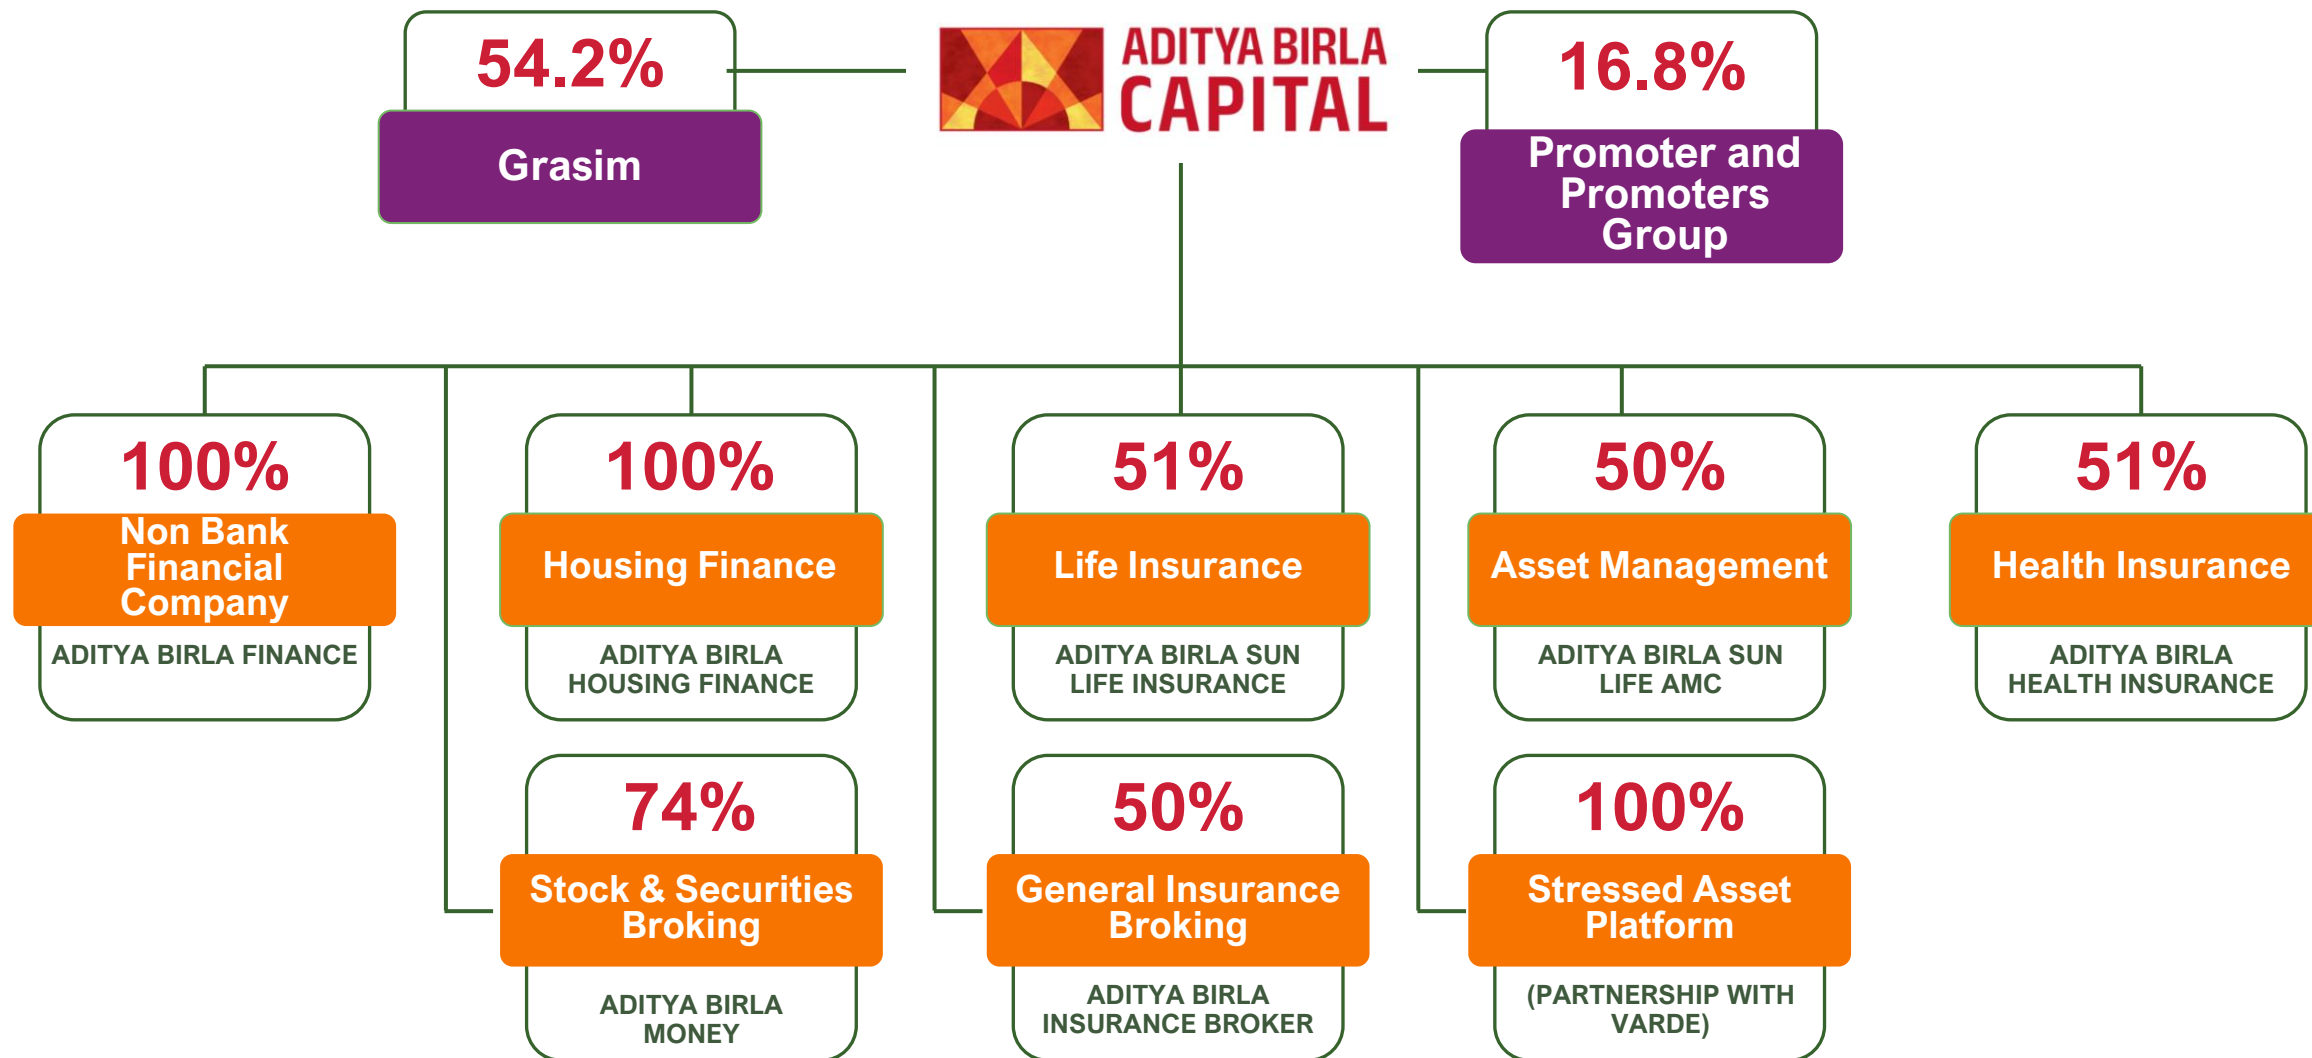 54.2%
Grasim
ADITYA BIRLA
CAPITAL
16.8%
Promoter and
Promoters
Group
100%
Non Bank
Financial
Company
ADITYA BIRLA FINANCE
100%
Housing Finance
ADITYA BIRLA
HOUSING FINANCE
51%
Life Insurance
ADITYA BIRLA SUN
LIFE INSURANCE
50%
Asset Management
ADITYA BIRLA SUN
LIFE AMC
51%
Health Insurance
ADITYA BIRLA
HEALTH INSURANCE
74%
Stock & Securities
Broking
ADITYA BIRLA
MONEY
50%
General Insurance
Broking
ADITYA BIRLA
INSURANCE BROKER
100%
Stressed Asset
Platform
(PARTNERSHIP WITH
VARDE)